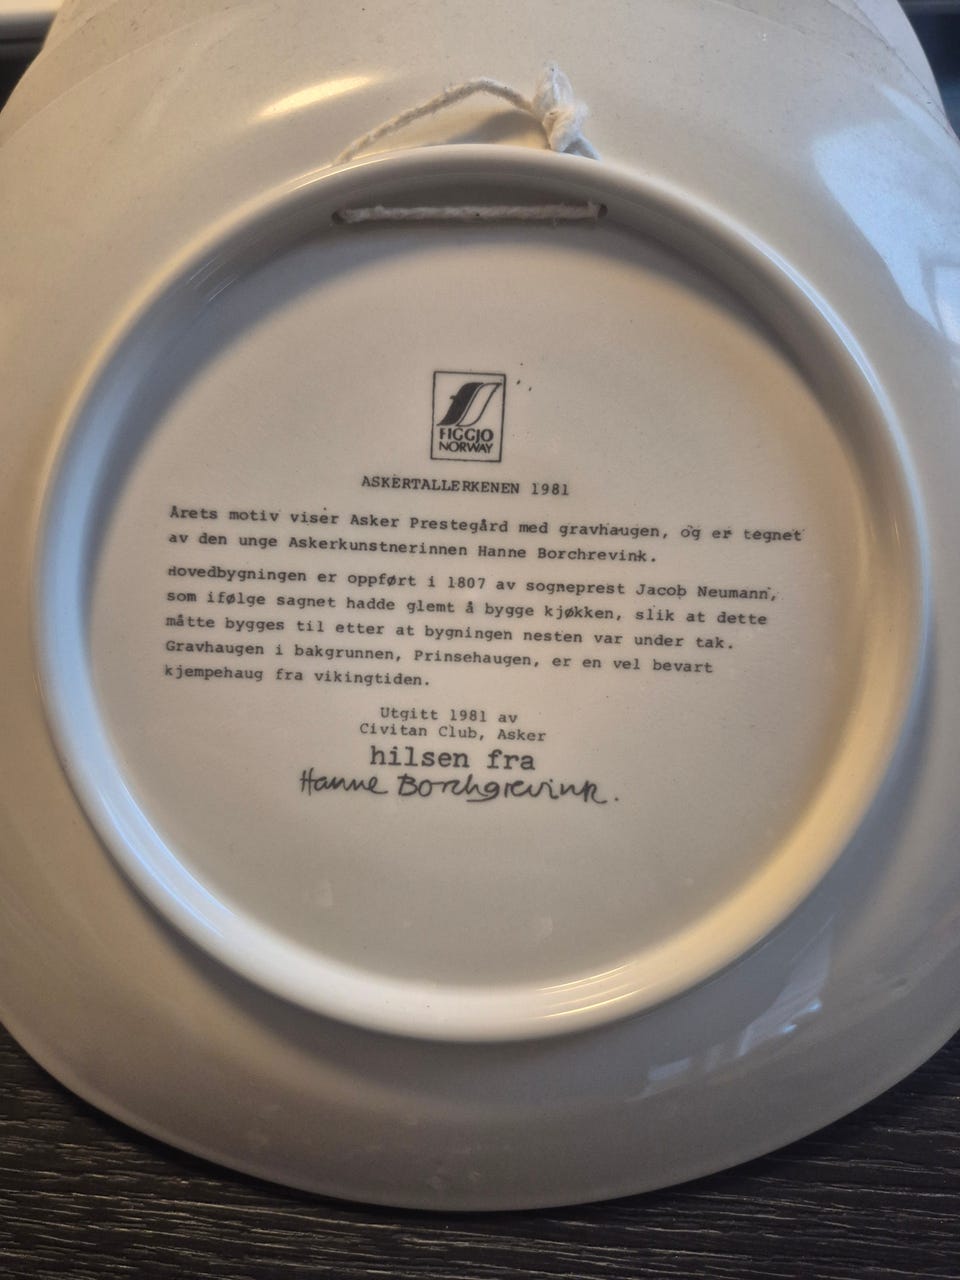 FIGGJO
NORWAY
ASKERTALLERKENEN 1981
Årets motiv viser Asker Prestegård med gravhaugen, og er tegnet
av den unge Askerkunstnerinnen Hanne Borchrevink.
Hovedbygningen er oppført i 1807 av sogneprest Jacob Neumann,
som ifølge sagnet hadde glemt å bygge kjøkken, slik at dette
måtte bygges til etter at bygningen nesten var under tak.
Gravhaugen i bakgrunnen, Prinsehaugen, er en vel bevart
kjempehaug fra vikingtiden.
Utgitt 1981 av
Civitan Club, Asker
hilsen fra
Hanne Borchgrevink.